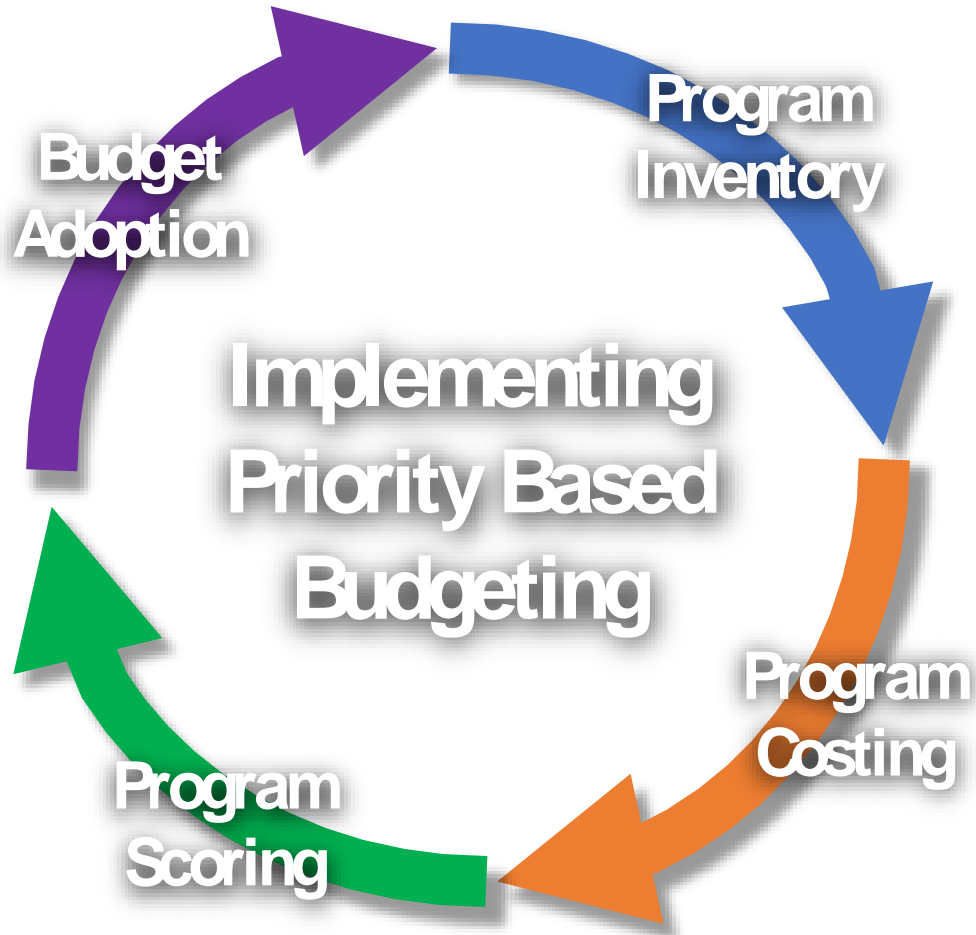 Program
Inventory
Budget
Adoption
Implementing
Priority Based
Budgeting
Program
Costing
Program
Scoring